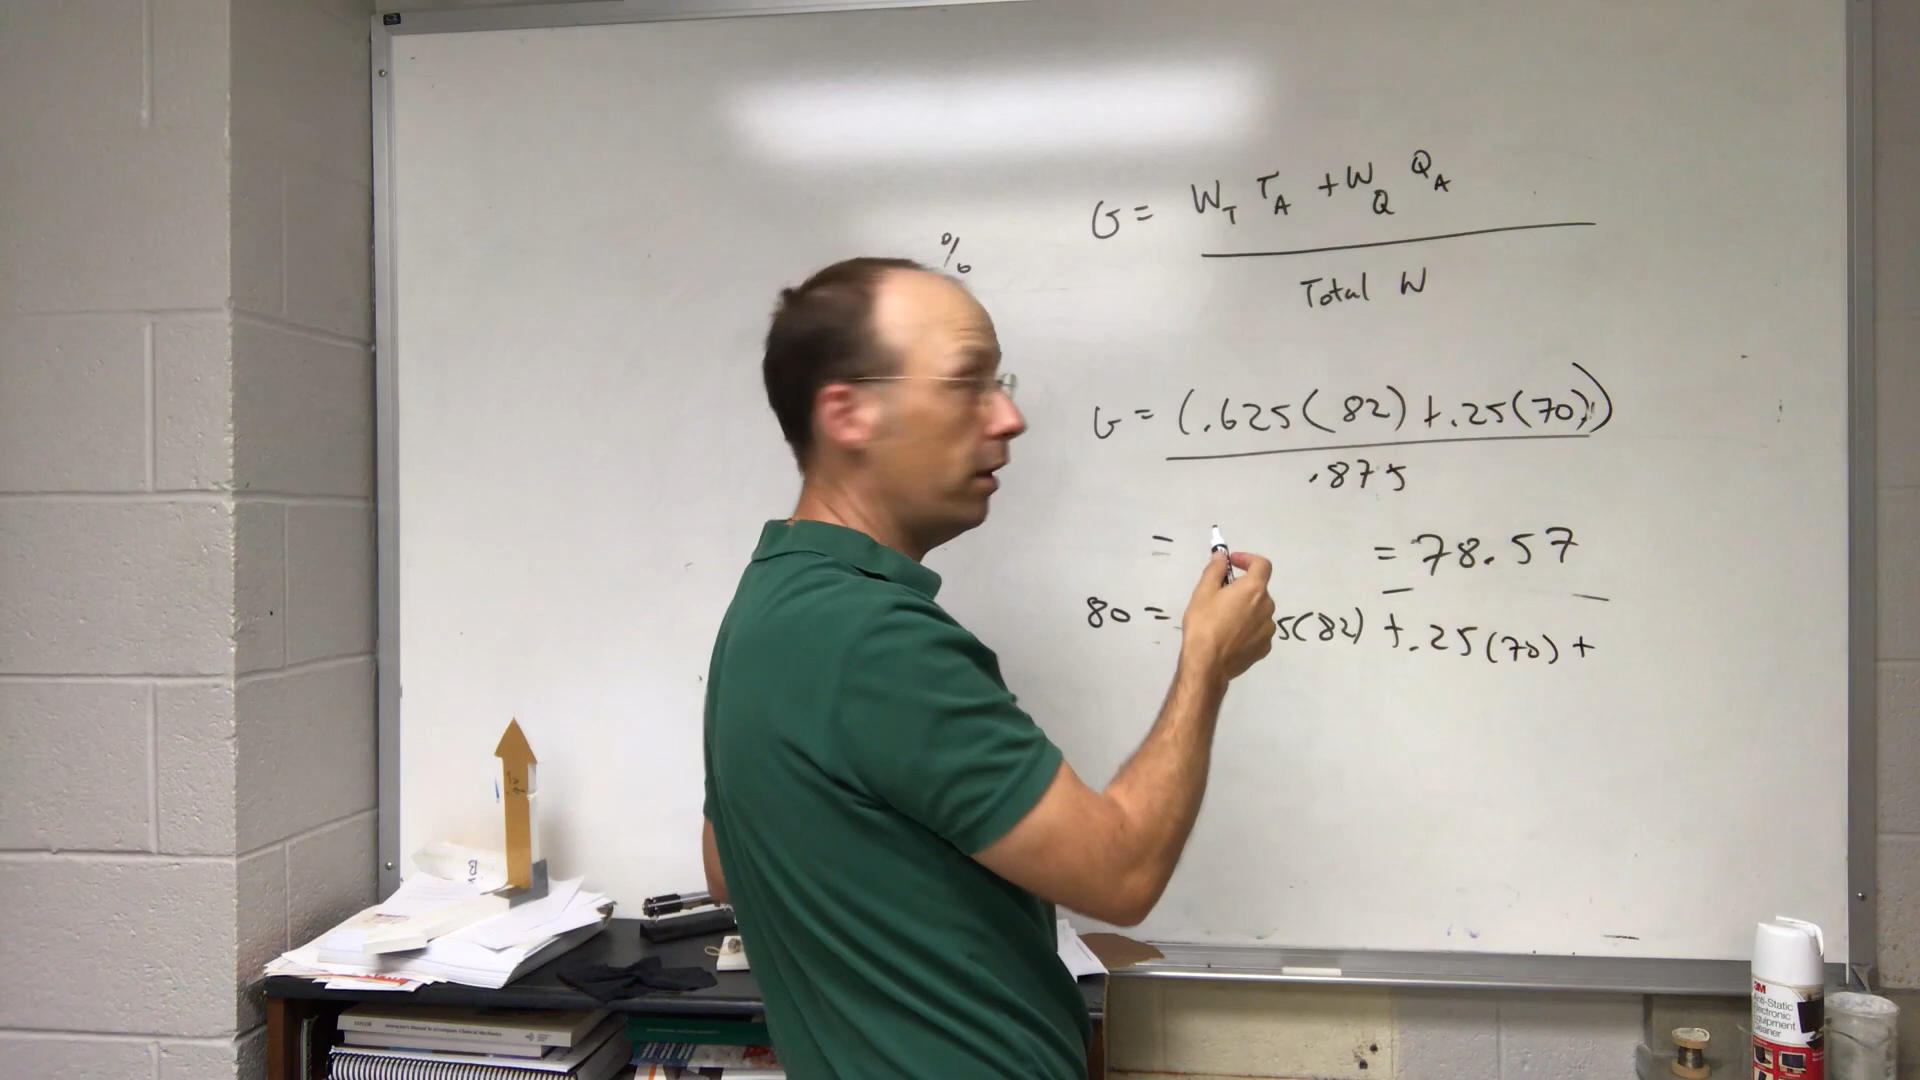 %
G = W_T T_A + W_Q Q_A
Total W
G = (.625(82) + .25(70))
.875
= = 78.57
80 = 5(82) + .25(70) +
3M
Anti-Static
Electronic
Equipment
Cleaner